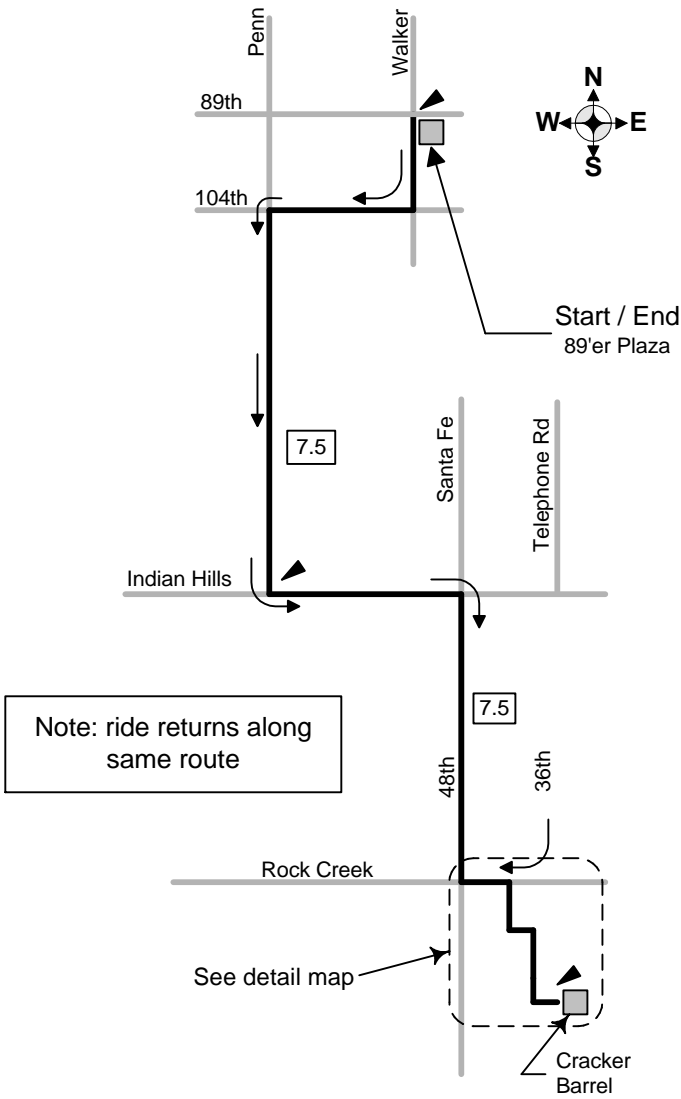 Penn
Walker
89th
N
W
E
S
104th
Start / End
89'er Plaza
7.5
Santa Fe
Telephone Rd
Indian Hills
Note: ride returns along
same route
7.5
48th
36th
Rock Creek
See detail map
Cracker
Barrel